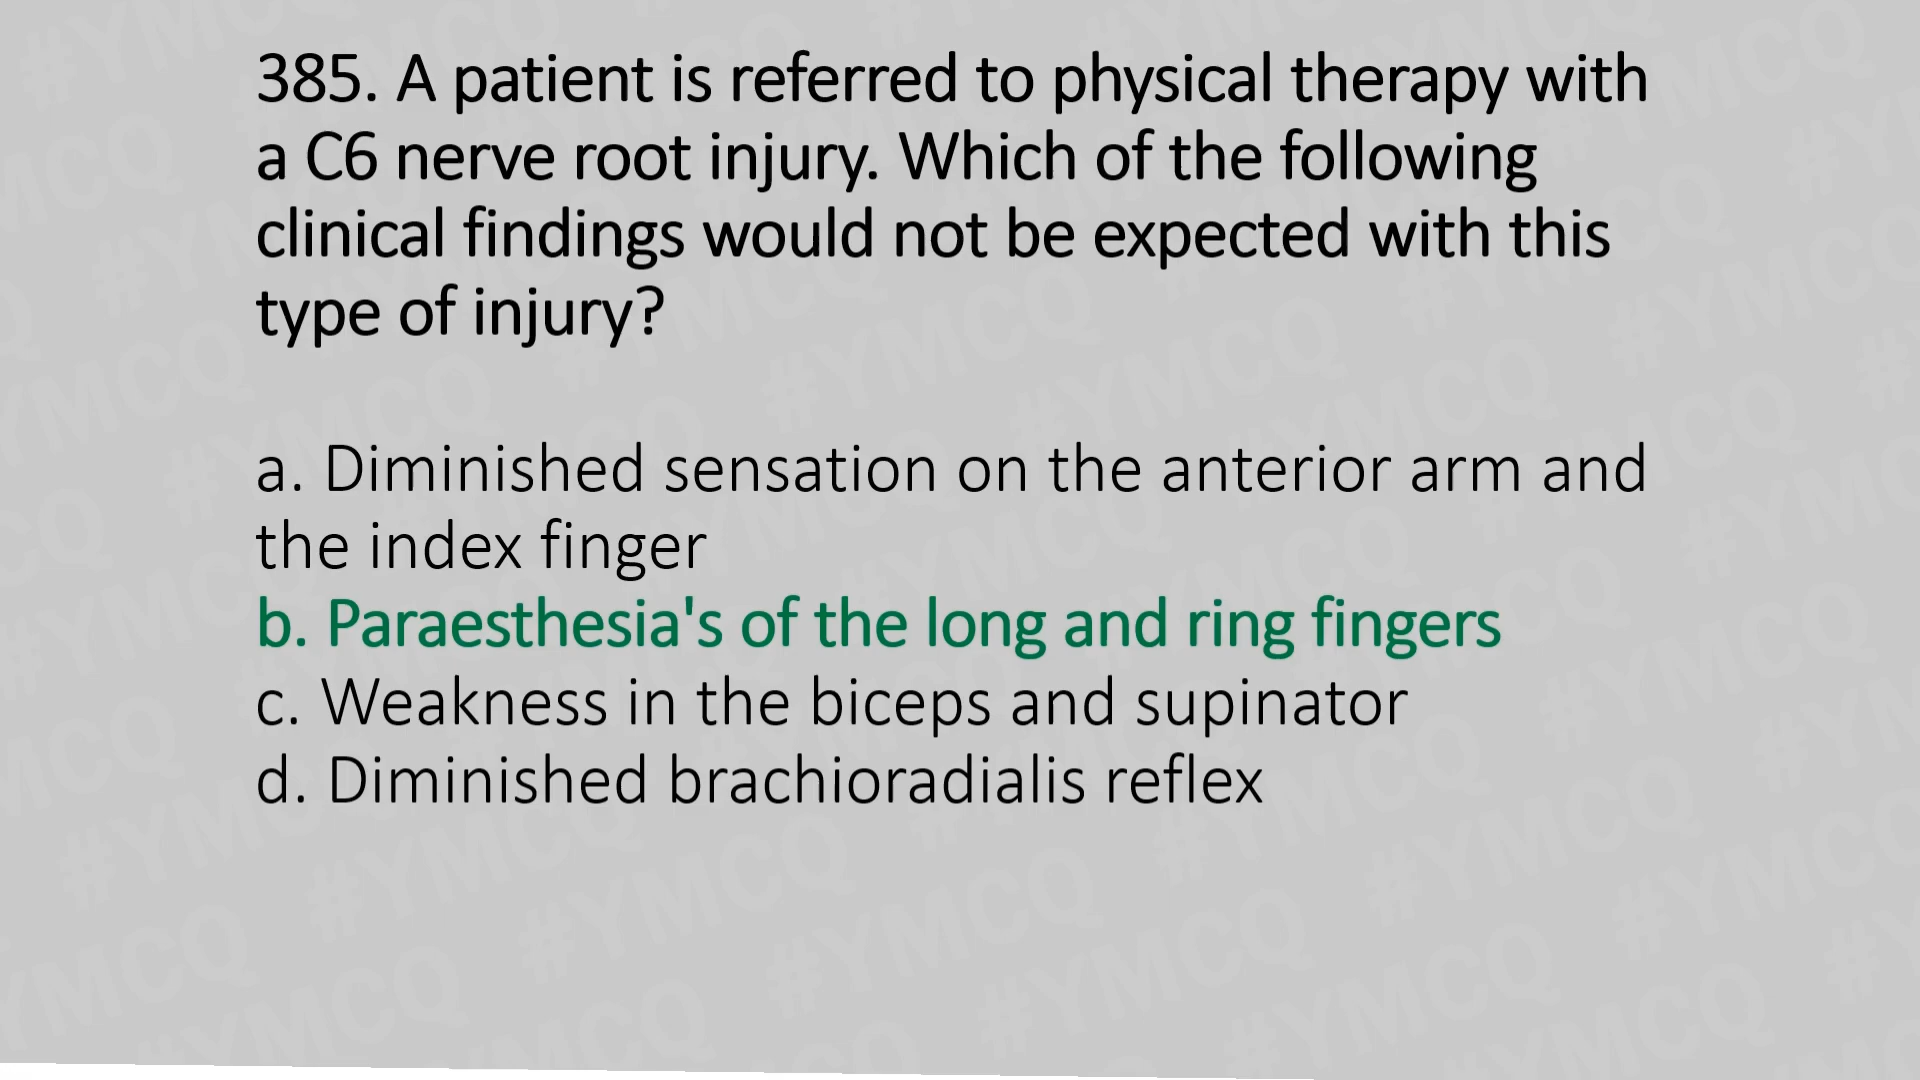 385. A patient is referred to physical therapy with
a C6 nerve root injury. Which of the following
clinical findings would not be expected with this
type of injury?
a. Diminished sensation on the anterior arm and
the index finger
b. Paraesthesia's of the long and ring fingers
c. Weakness in the biceps and supinator
d. Diminished brachioradialis reflex
#YMCQ